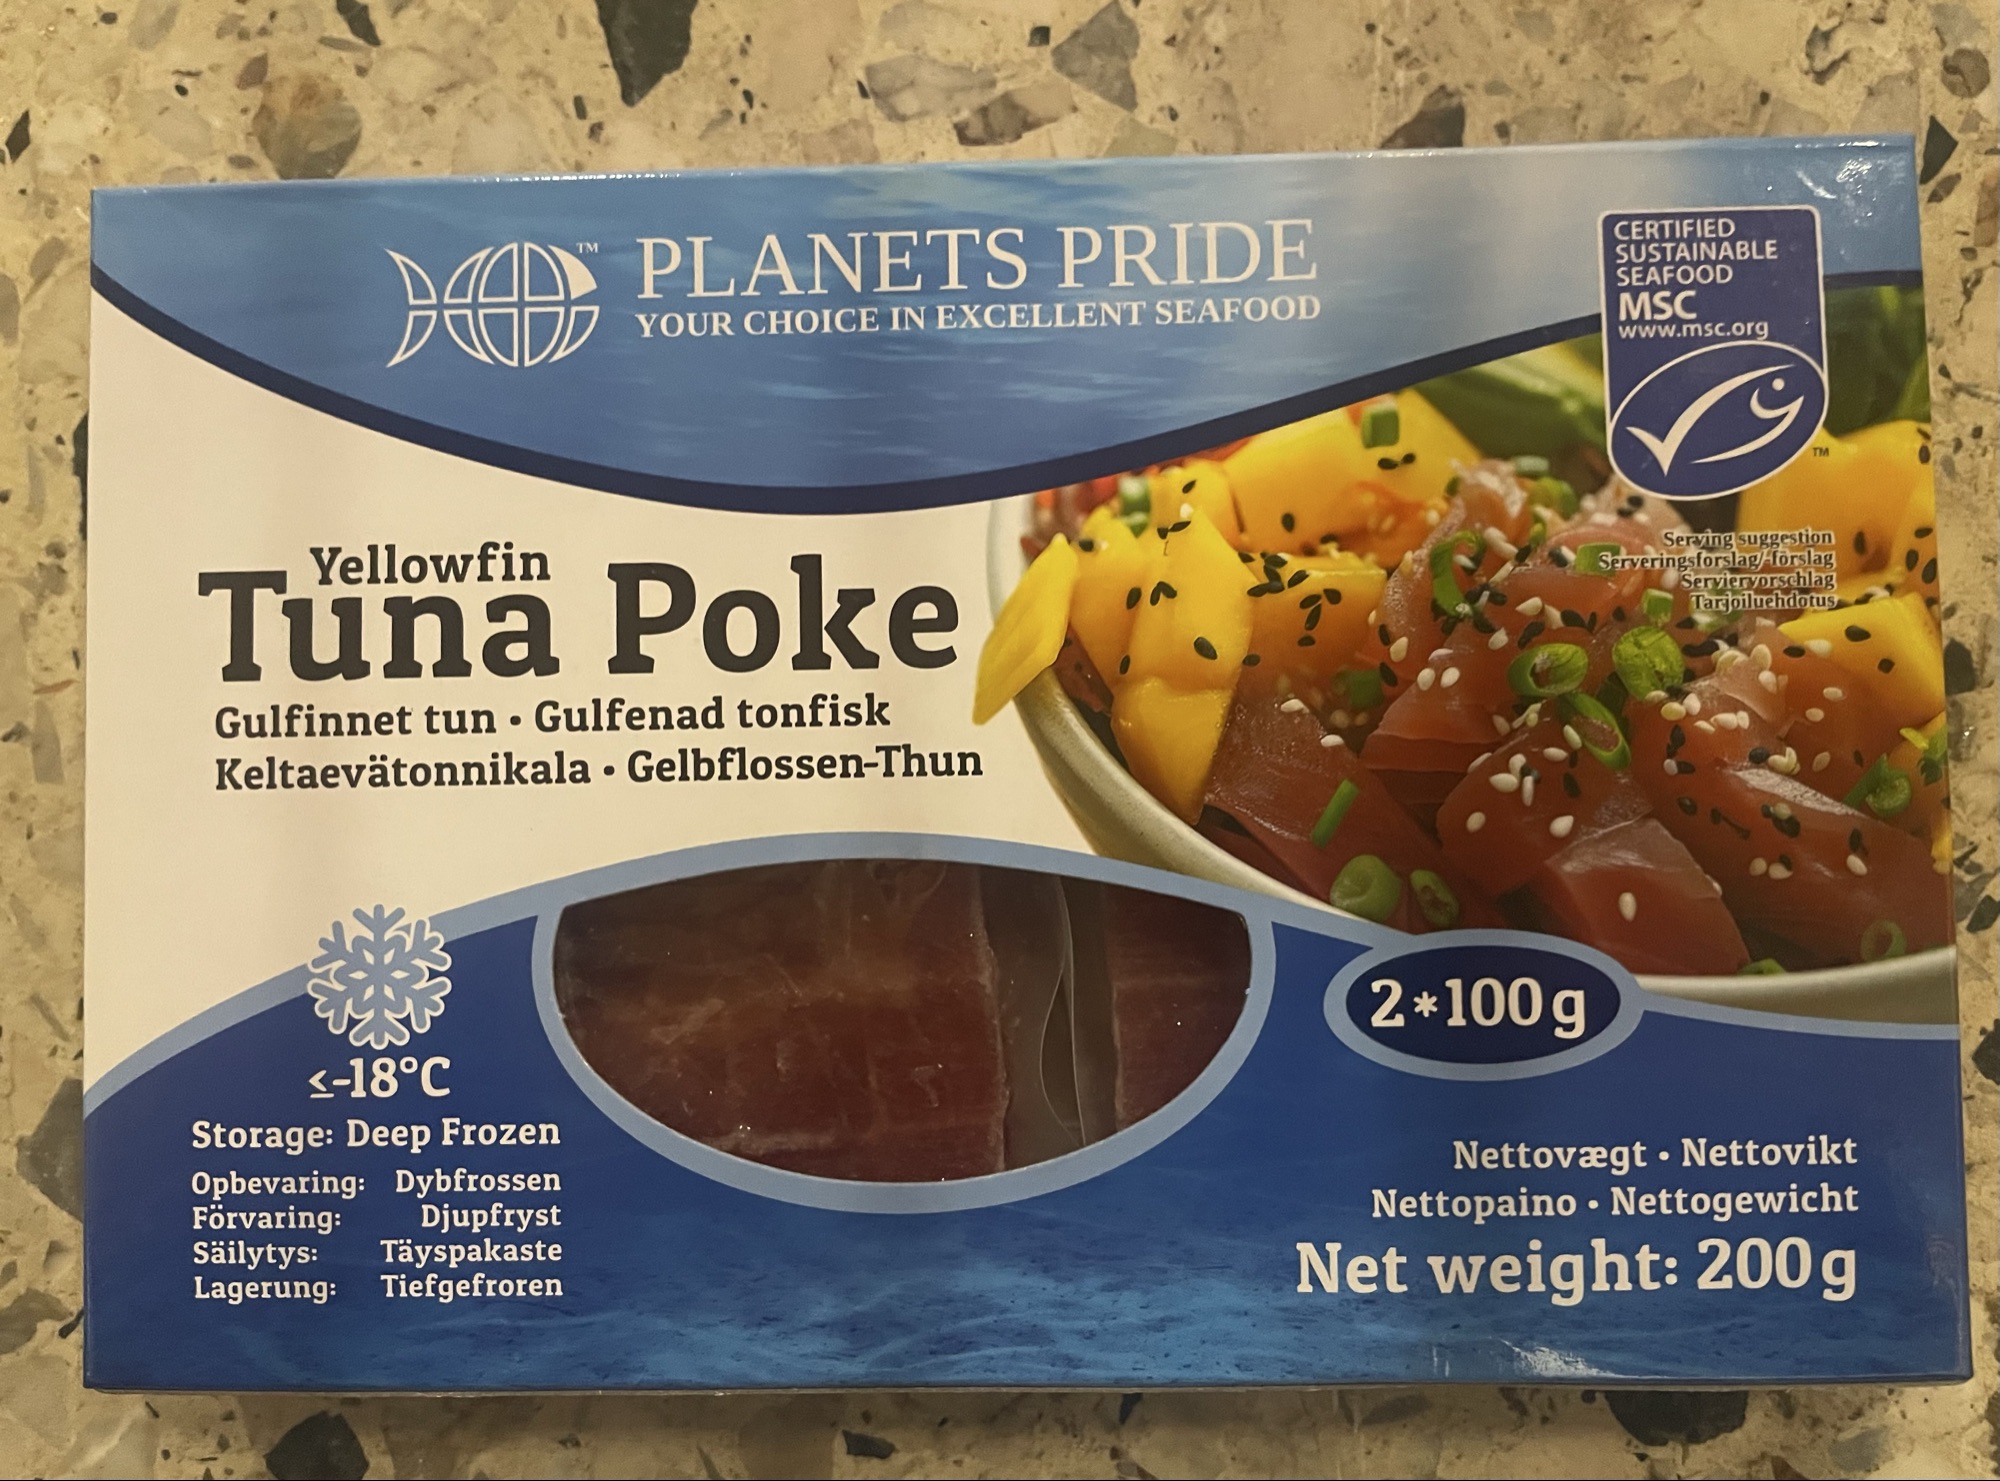 ™
PLANETS PRIDE
YOUR CHOICE IN EXCELLENT SEAFOOD
CERTIFIED
SUSTAINABLE
SEAFOOD
MSC
www.msc.org
™
Yellowfin
Tuna Poke
Gulfinnet tun • Gulfenad tonfisk
Keltaevätonnikala • Gelbflossen-Thun
Serving suggestion
Serveringsforslag/-förslag
Serviervorschlag
Tarjoiluehdotus
2*100g
≤-18°C
Storage: Deep Frozen
Opbevaring: Dybfrossen
Förvaring: Djupfryst
Säilytys: Täyspakaste
Lagerung: Tiefgefroren
Nettovægt • Nettovikt
Nettopaino • Nettogewicht
Net weight: 200g